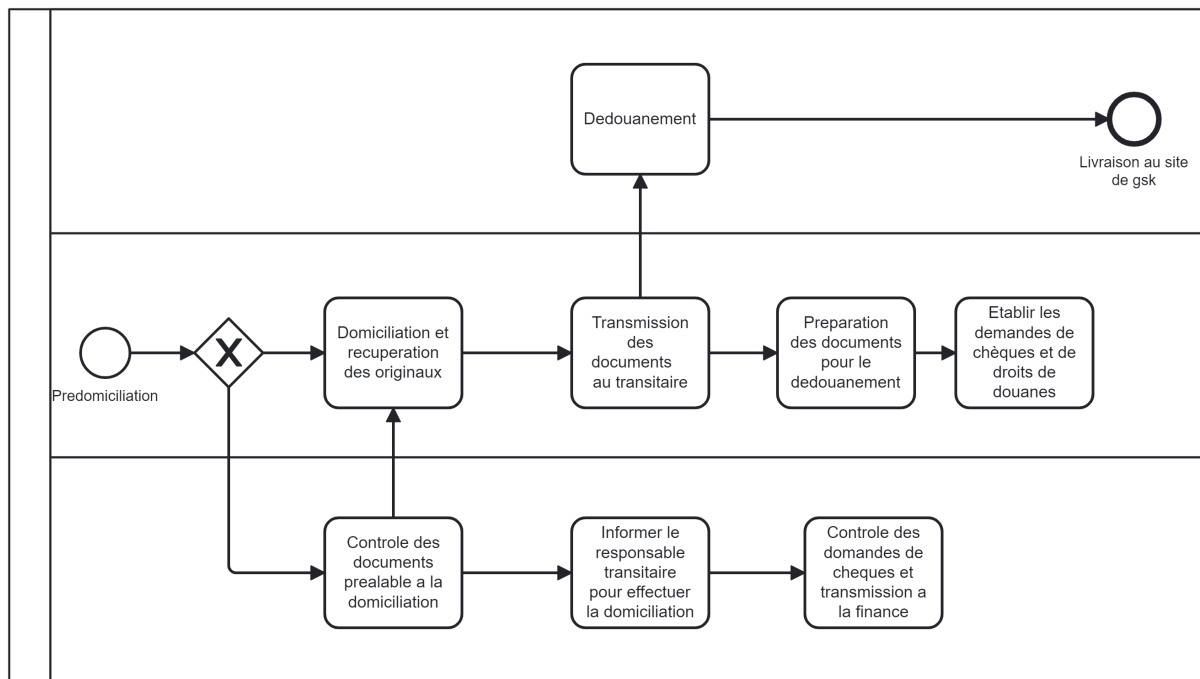 Dedouanement
Livraison au site
de gsk
Predomiciliation
Domiciliation et
recuperation
des originaux
Transmission
des
documents
au transitaire
Preparation
des documents
pour le
dedouanement
Etablir les
demandes de
chèques et de
droits de
douanes
Controle des
documents
prealable a la
domiciliation
Informer le
responsable
transitaire
pour effectuer
la domiciliation
Controle des
domandes de
cheques et
transmission a
la finance